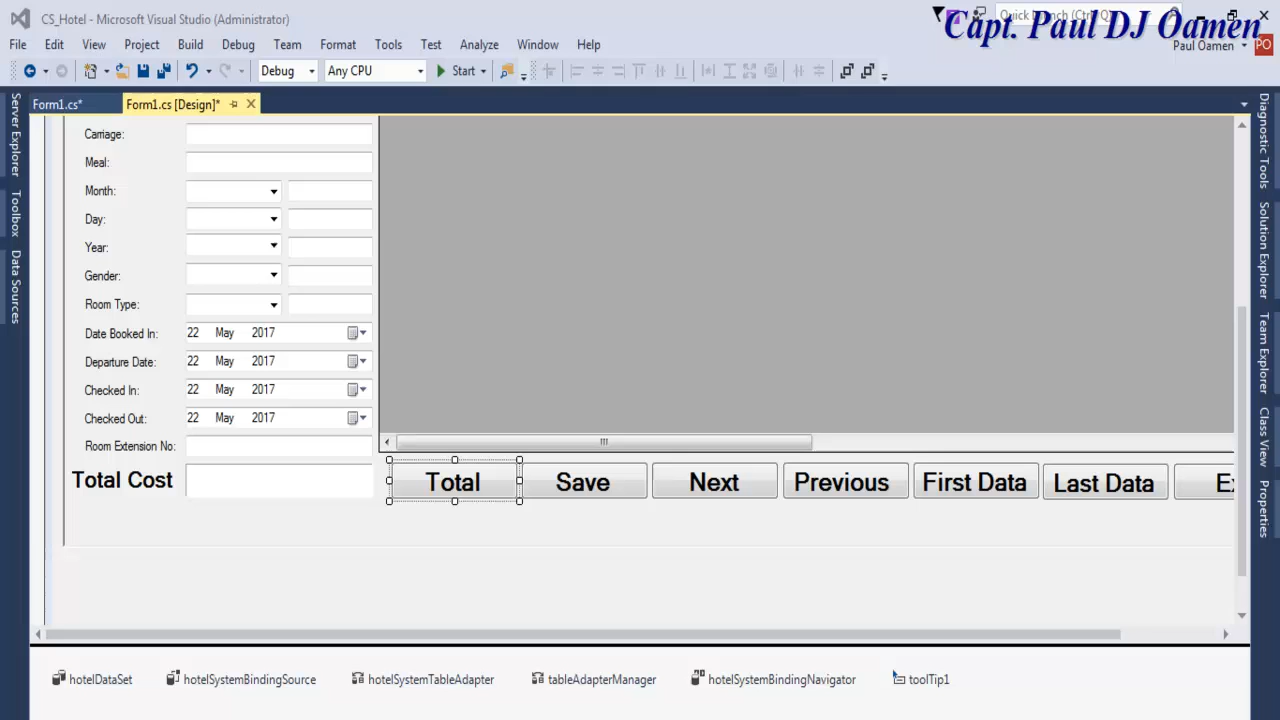 CS_Hotel - Microsoft Visual Studio (Administrator)
Quick Launch (Ctrl+Q)
Capt. Paul DJ Oamen
File Edit View Project Build Debug Team Format Tools Test Analyze Window Help
Paul Oamen PO
Debug Any CPU Start
Form1.cs* Form1.cs [Design]*
Server Explorer
Toolbox
Data Sources
Carriage:
Meal:
Month:
Day:
Year:
Gender:
Room Type:
Date Booked In: 22 May 2017
Departure Date: 22 May 2017
Checked In: 22 May 2017
Checked Out: 22 May 2017
Room Extension No:
Total Cost Total Save Next Previous First Data Last Data
Diagnostic Tools
Solution Explorer
Team Explorer
Class View
Properties
hotelDataSet hotelSystemBindingSource hotelSystemTableAdapter tableAdapterManager hotelSystemBindingNavigator toolTip1